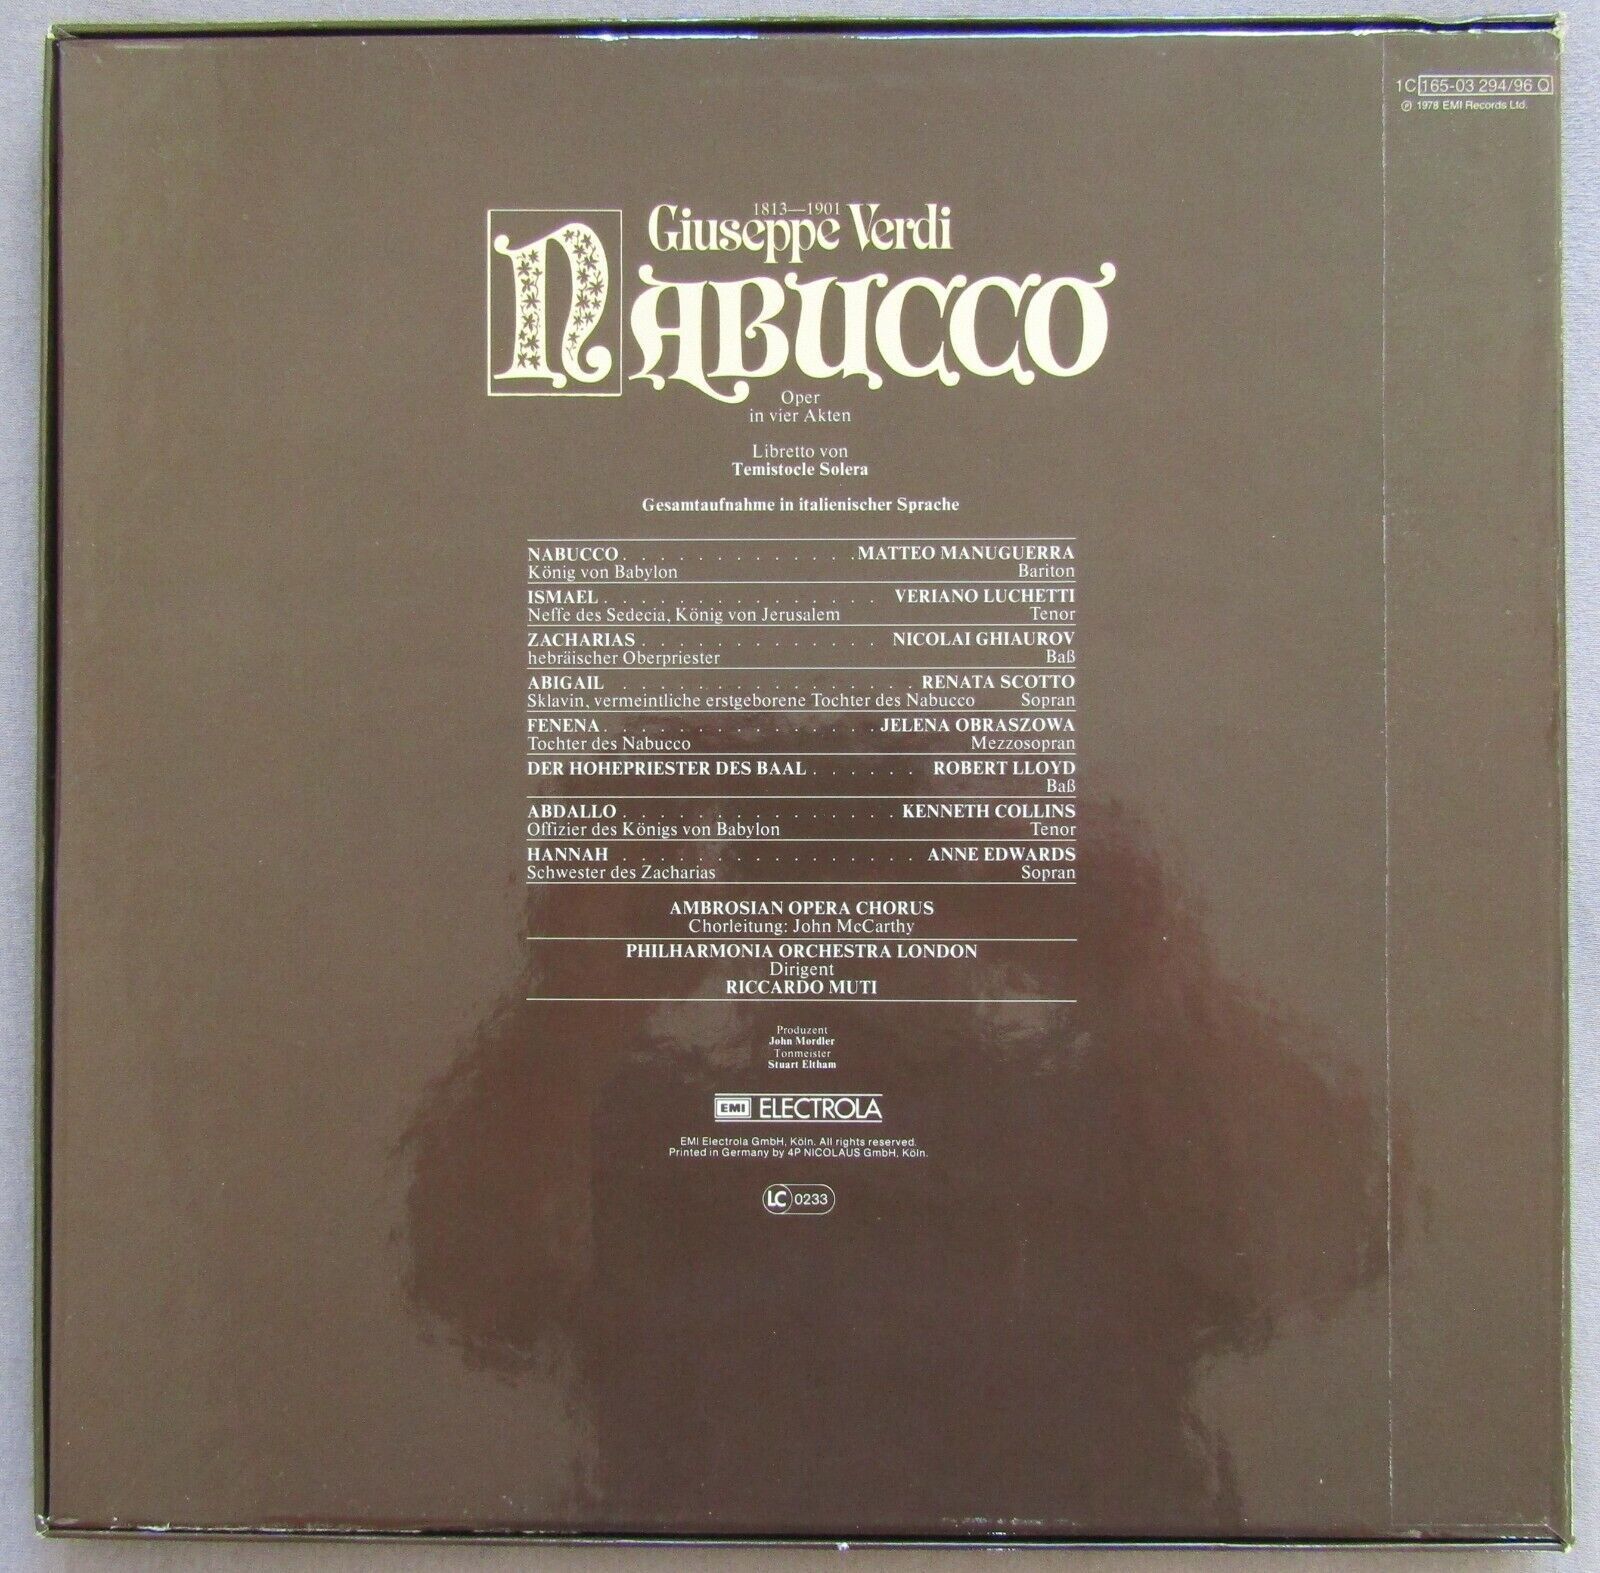 1C 165-03 294/96 Q
℗ 1978 EMI Records Ltd.
1813—1901
Giuseppe Verdi
NABUCCO
Oper
in vier Akten
Libretto von
Temistocle Solera
Gesamtaufnahme in italienischer Sprache
NABUCCO . . . . . . . . . . . . . . MATTEO MANUGUERRA
König von Babylon Bariton
ISMAEL . . . . . . . . . . . . . . . VERIANO LUCHETTI
Neffe des Sedecia, König von Jerusalem Tenor
ZACHARIAS . . . . . . . . . . . . . NICOLAI GHIAUROV
hebräischer Oberpriester Baß
ABIGAIL . . . . . . . . . . . . . . . . RENATA SCOTTO
Sklavin, vermeintliche erstgeborene Tochter des Nabucco Sopran
FENENA . . . . . . . . . . . . . . . JELENA OBRASZOWA
Tochter des Nabucco Mezzosopran
DER HOHEPRIESTER DES BAAL . . . . . . ROBERT LLOYD
Baß
ABDALLO . . . . . . . . . . . . . . . KENNETH COLLINS
Offizier des Königs von Babylon Tenor
HANNAH . . . . . . . . . . . . . . . . ANNE EDWARDS
Schwester des Zacharias Sopran
AMBROSIAN OPERA CHORUS
Chorleitung: John McCarthy
PHILHARMONIA ORCHESTRA LONDON
Dirigent
RICCARDO MUTI
Produzent
John Mordler
Tonmeister
Stuart Eltham
EMI ELECTROLA
EMI Electrola GmbH, Köln. All rights reserved.
Printed in Germany by 4P NICOLAUS GmbH, Köln.
LC 0233